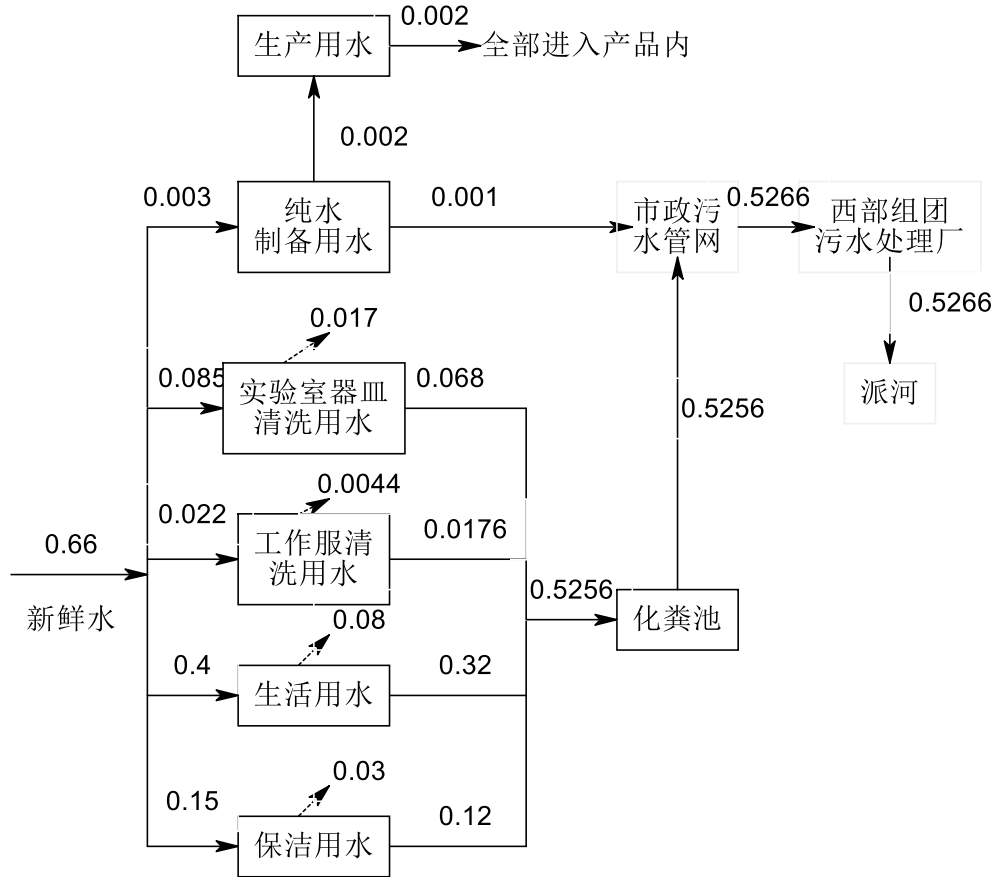 0.002
生产用水
全部进入产品内
0.002
0.003
纯水
制备用水
0.001
市政污
水管网
0.5266
西部组团
污水处理厂
0.5266
派河
0.017
0.085
实验室器皿
清洗用水
0.068
0.5256
0.0044
0.022
工作服清
洗用水
0.0176
0.66
新鲜水
0.5256
化粪池
0.08
0.4
生活用水
0.32
0.03
0.15
保洁用水
0.12